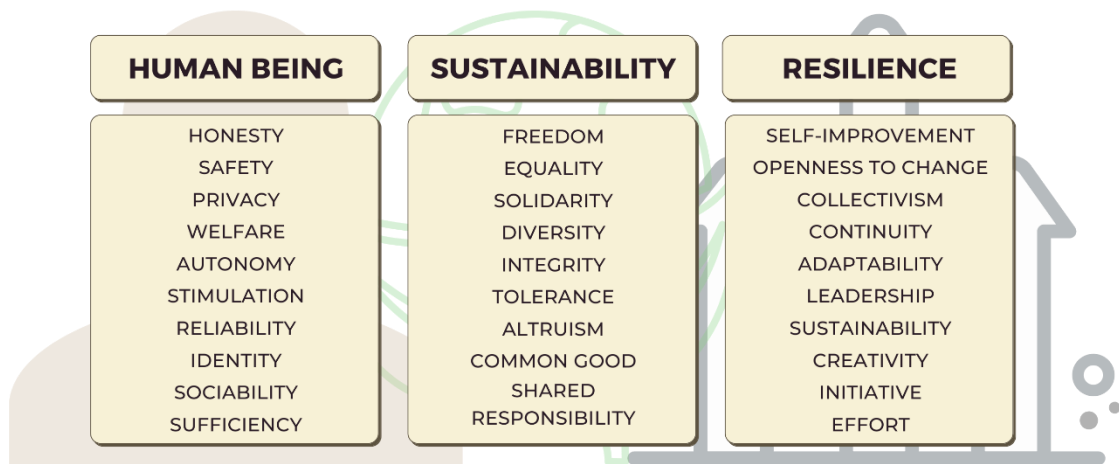 HUMAN BEING
HONESTY
SAFETY
PRIVACY
WELFARE
AUTONOMY
STIMULATION
RELIABILITY
IDENTITY
SOCIABILITY
SUFFICIENCY
SUSTAINABILITY
FREEDOM
EQUALITY
SOLIDARITY
DIVERSITY
INTEGRITY
TOLERANCE
ALTRUISM
COMMON GOOD
SHARED
RESPONSIBILITY
RESILIENCE
SELF-IMPROVEMENT
OPENNESS TO CHANGE
COLLECTIVISM
CONTINUITY
ADAPTABILITY
LEADERSHIP
SUSTAINABILITY
CREATIVITY
INITIATIVE
EFFORT